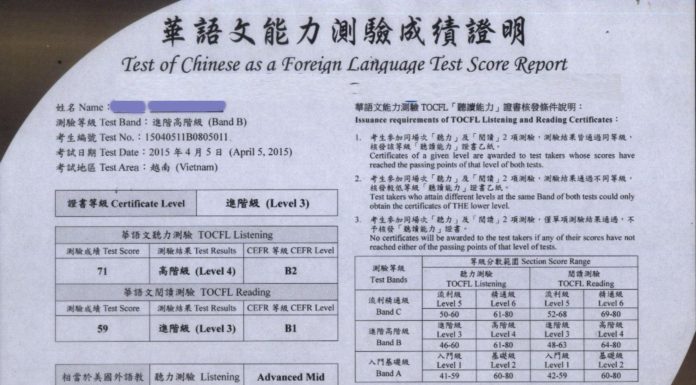 華語文能力測驗成績證明
Test of Chinese as a Foreign Language Test Score Report
姓名 Name：
測驗等級 Test Band：進階高階級 (Band B)
考生編號 Test No.：15040511B0805011
考試日期 Test Date：2015 年 4 月 5 日 (April 5, 2015)
考試地區 Test Area：越南 (Vietnam)
證書等級 Certificate Level 進階級 (Level 3)
華語文聽力測驗 TOCFL Listening
測驗成績 Test Score 測驗結果 Test Results CEFR 等級 CEFR Level
71 高階級 (Level 4) B2
華語文閱讀測驗 TOCFL Reading
測驗成績 Test Score 測驗結果 Test Results CEFR 等級 CEFR Level
59 進階級 (Level 3) B1
相當於美國外語教 聽力測驗 Listening Advanced Mid
華語文能力測驗 TOCFL「聽讀能力」證書核發條件說明：
Issuance requirements of TOCFL Listening and Reading Certificates：
1. 考生參加同場次「聽力」及「閱讀」2 項測驗，測驗結果皆通過同等級，
核發該等級「聽讀能力」證書乙紙。
Certificates of a given level are awarded to test takers whose scores have
reached the passing points of that level of both tests.
2. 考生參加同場次「聽力」及「閱讀」2 項測驗，測驗結果通過不同等級，
核發較低等級「聽讀能力」證書乙紙。
Test takers who attain different levels at the same Band of both tests could only
obtain the certificates of THE lower level.
3. 考生參加同場次「聽力」及「閱讀」2 項測驗，僅單項測驗結果通過，不
予核發「聽讀能力」證書。
No certificates will be awarded to the test takers if any of their scores have not
reached either of the passing points of that level of tests.
測驗等級 Test Bands 等級分數範圍 Section Score Range
聽力測驗 TOCFL Listening 閱讀測驗 TOCFL Reading
流利精通級 Band C 流利級 Level 5 精通級 Level 6 流利級 Level 5 精通級 Level 6
50-60 61-80 52-68 69-80
進階高階級 Band B 進階級 Level 3 高階級 Level 4 進階級 Level 3 高階級 Level 4
46-60 61-80 48-63 64-80
入門基礎級 Band A 入門級 Level 1 基礎級 Level 2 入門級 Level 1 基礎級 Level 2
41-59 60-80 42-59 60-80